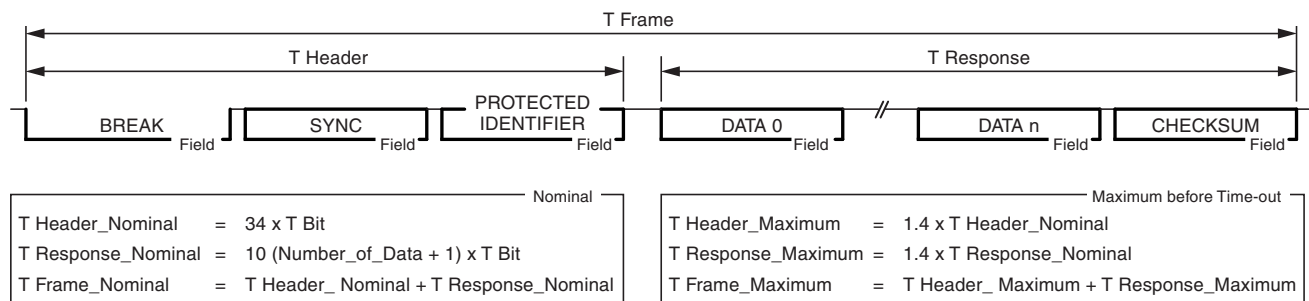 T Frame
T Header
T Response
BREAK
Field
SYNC
Field
PROTECTED
IDENTIFIER
Field
DATA 0
Field
DATA n
Field
CHECKSUM
Field
Nominal
T Header_Nominal = 34 x T Bit
T Response_Nominal = 10 (Number_of_Data + 1) x T Bit
T Frame_Nominal = T Header_ Nominal + T Response_Nominal
Maximum before Time-out
T Header_Maximum = 1.4 x T Header_Nominal
T Response_Maximum = 1.4 x T Response_Nominal
T Frame_Maximum = T Header_ Maximum + T Response_Maximum